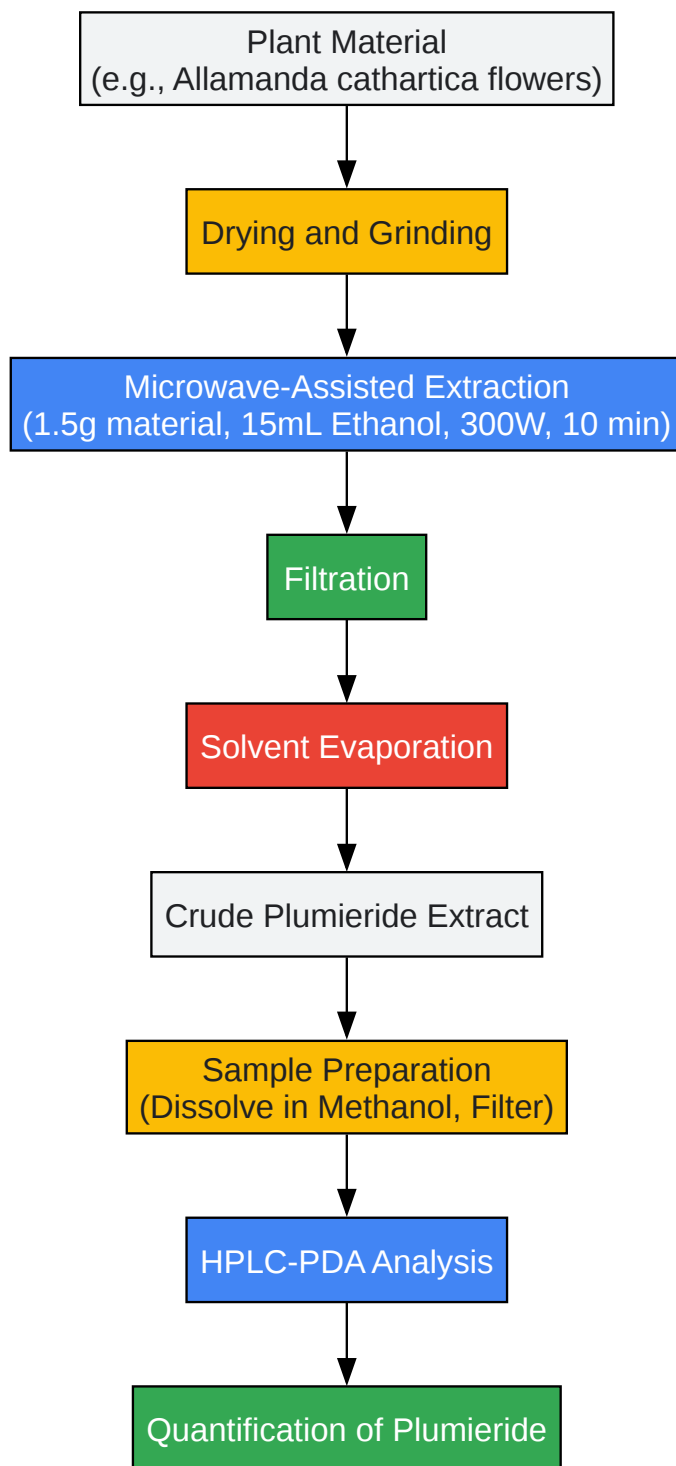 Plant Material
(e.g., Allamanda cathartica flowers)
Drying and Grinding
Microwave-Assisted Extraction
(1.5g material, 15mL Ethanol, 300W, 10 min)
Filtration
Solvent Evaporation
Crude Plumieride Extract
Sample Preparation
(Dissolve in Methanol, Filter)
HPLC-PDA Analysis
Quantification of Plumieride